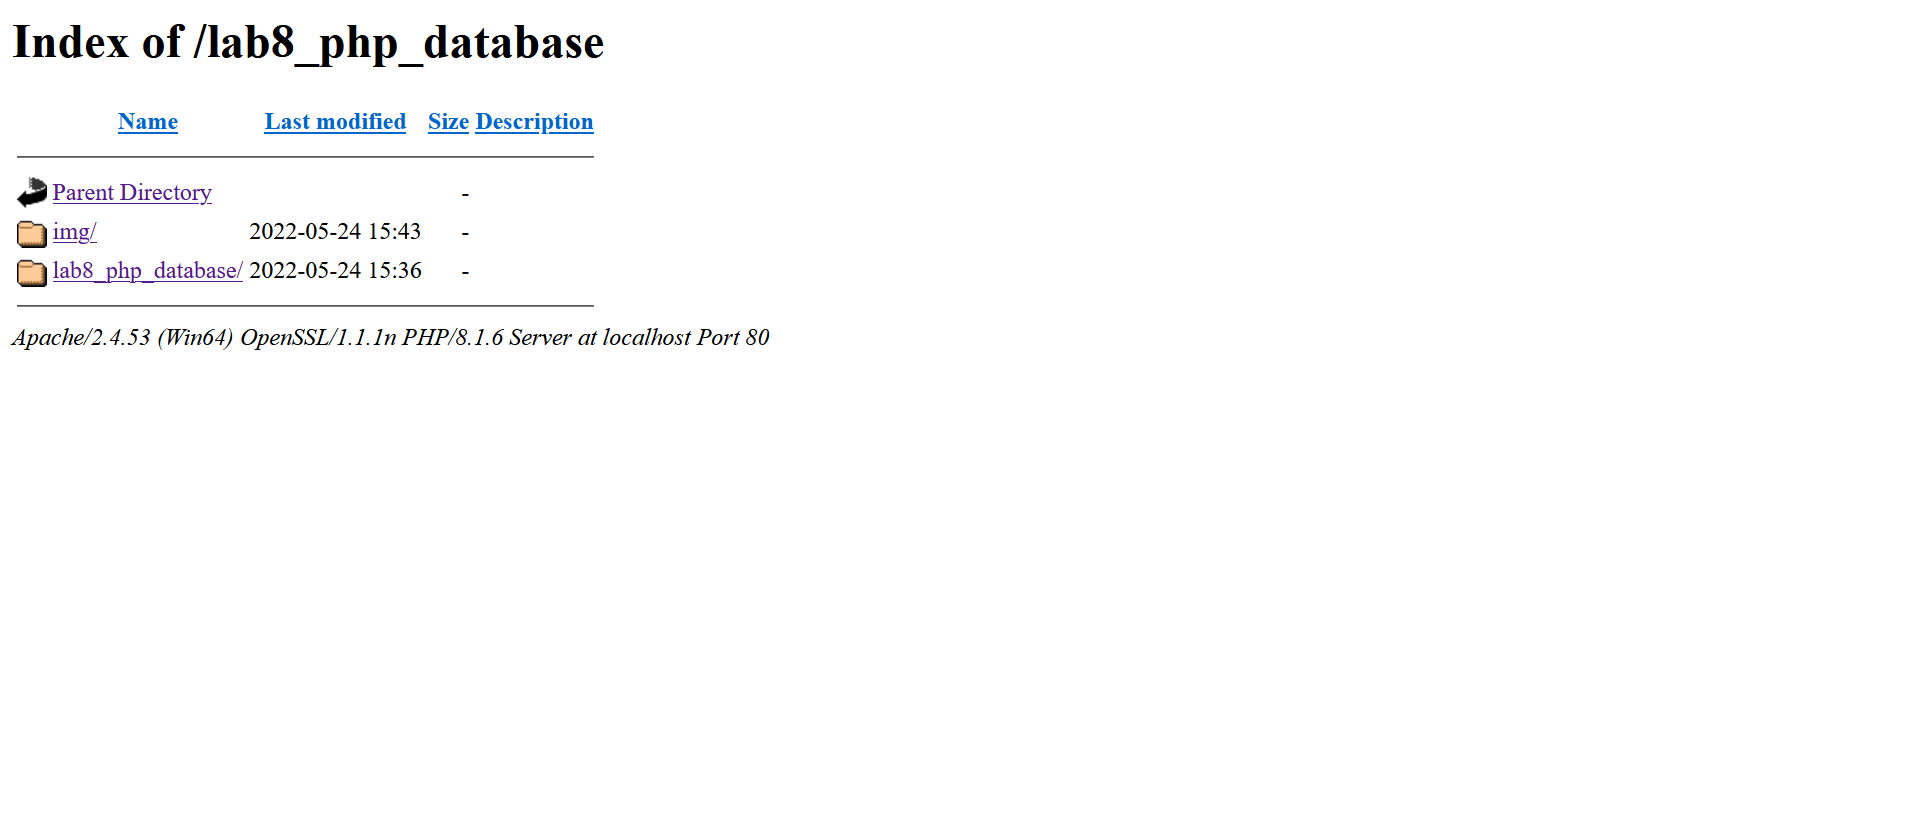 Index of /lab8_php_database
Name Last modified Size Description
Parent Directory -
img/ 2022-05-24 15:43 -
lab8_php_database/ 2022-05-24 15:36 -
Apache/2.4.53 (Win64) OpenSSL/1.1.1n PHP/8.1.6 Server at localhost Port 80